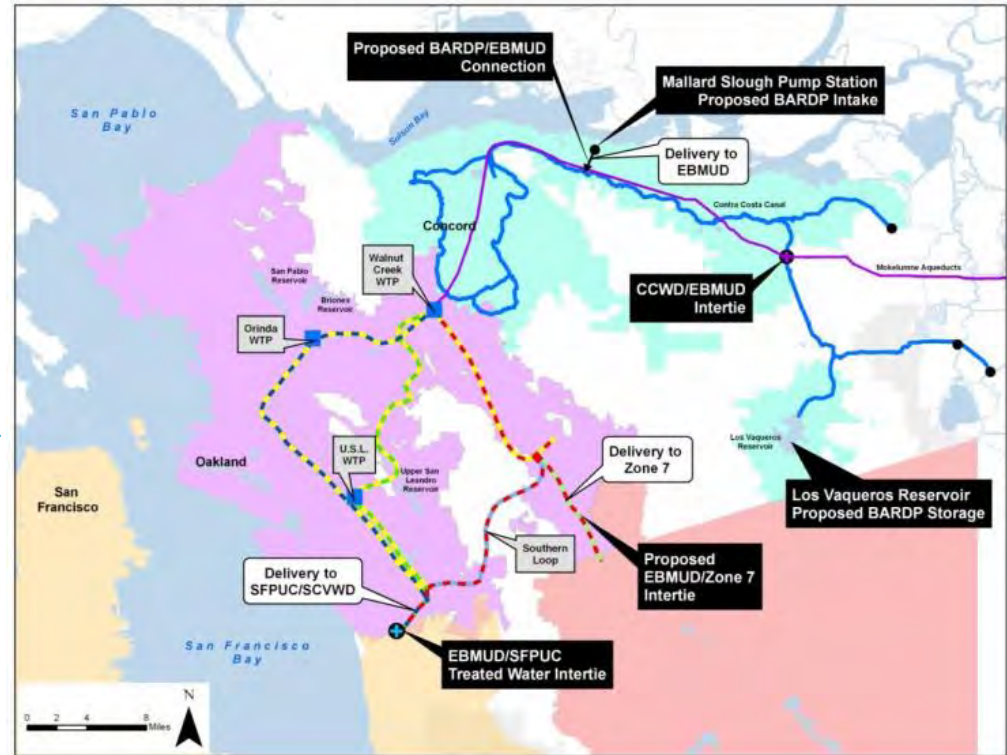 Proposed BARDP/EBMUD
Connection
Mallard Slough Pump Station
Proposed BARDP Intake
San Pablo
Bay
Suisun Bay
Delivery to
EBMUD
Contra Costa Canal
Concord
Walnut
Creek
WTP
San Pablo
Reservoir
Briones
Reservoir
Mokelumne Aqueducts
CCWD/EBMUD
Intertie
Orinda
WTP
Los Vaqueros
Reservoir
Delivery to
Zone 7
U.S.L.
WTP
Oakland
Upper San
Leandro
Reservoir
San
Francisco
Los Vaqueros Reservoir
Proposed BARDP Storage
Southern
Loop
Proposed
EBMUD/Zone 7
Intertie
Delivery to
SFPUC/SCVWD
San Francisco
Bay
EBMUD/SFPUC
Treated Water Intertie
N
0 2 4 8
Miles